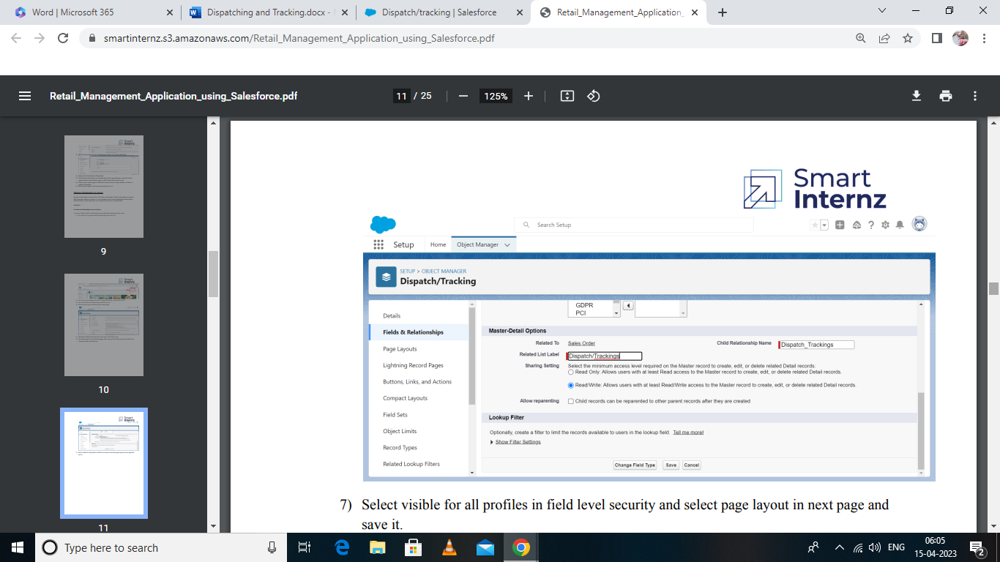 Word | Microsoft 365
Dispatching and Tracking.docx -
Dispatch/tracking | Salesforce
Retail_Management_Application_
smartinternz.s3.amazonaws.com/Retail_Management_Application_using_Salesforce.pdf
Retail_Management_Application_using_Salesforce.pdf
11 / 25
125%
9
10
11
Smart
Internz
Search Setup
Setup
Home
Object Manager
SETUP > OBJECT MANAGER
Dispatch/Tracking
Details
Fields & Relationships
Page Layouts
Lightning Record Pages
Buttons, Links, and Actions
Compact Layouts
Field Sets
Object Limits
Record Types
Related Lookup Filters
GDPR
PCI
Master-Detail Options
Related To Sales Order Child Relationship Name Dispatch_Trackings
Related List Label Dispatch/Trackings
Sharing Setting Select the minimum access level required on the Master record to create, edit, or delete related Detail records:
Read Only: Allows users with at least Read access to the Master record to create, edit, or delete related Detail records.
Read/Write: Allows users with at least Read/Write access to the Master record to create, edit, or delete related Detail records.
Allow reparenting Child records can be reparented to other parent records after they are created
Lookup Filter
Optionally, create a filter to limit the records available to users in the lookup field. Tell me more!
Show Filter Settings
Change Field Type Save Cancel
7) Select visible for all profiles in field level security and select page layout in next page and
save it.
Type here to search
ENG
06:05
15-04-2023
2